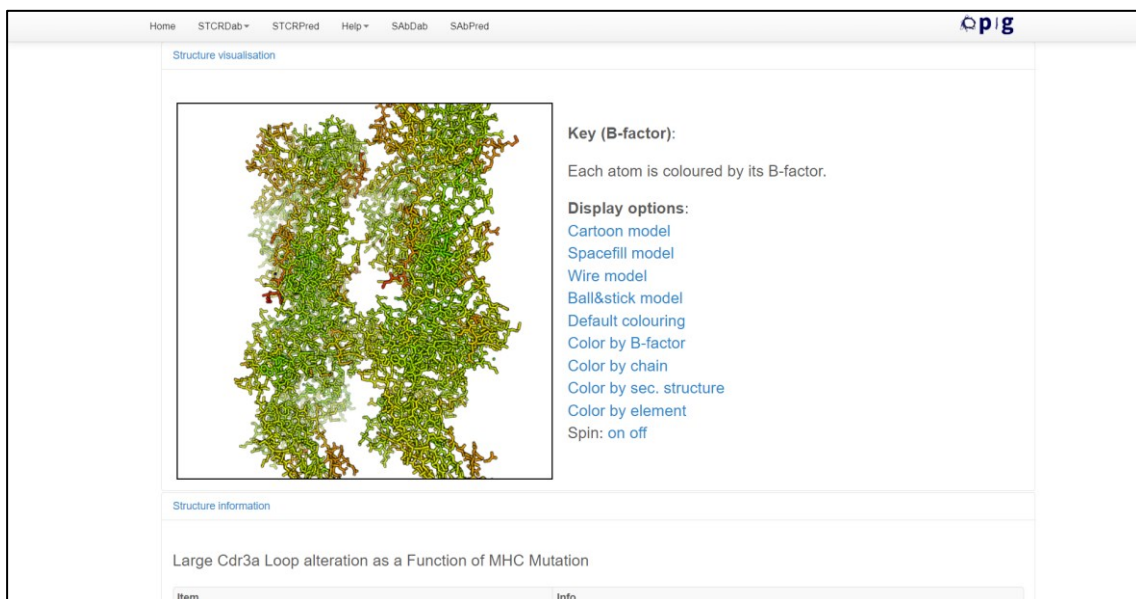 Home STCRDab STCRPred Help SAbDab SAbPred opig
Structure visualisation
Key (B-factor):
Each atom is coloured by its B-factor.
Display options:
Cartoon model
Spacefill model
Wire model
Ball&stick model
Default colouring
Color by B-factor
Color by chain
Color by sec. structure
Color by element
Spin: on off
Structure information
Large Cdr3a Loop alteration as a Function of MHC Mutation
Item Info